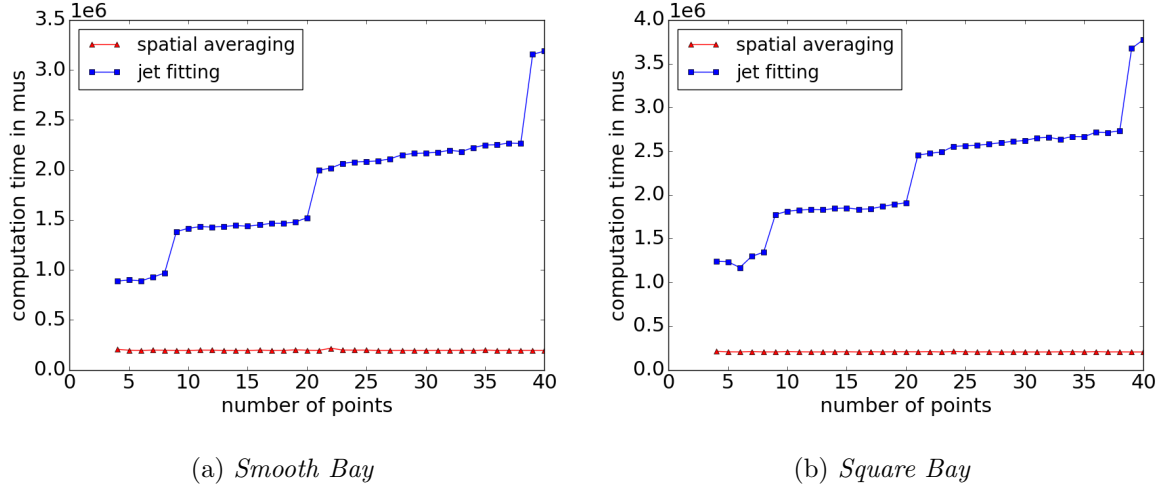 1e6
3.5
3.0
2.5
2.0
1.5
1.0
0.5
0.0
computation time in mus
spatial averaging
jet fitting
0 5 10 15 20 25 30 35 40
number of points
(a) Smooth Bay
1e6
4.0
3.5
3.0
2.5
2.0
1.5
1.0
0.5
0.0
computation time in mus
spatial averaging
jet fitting
0 5 10 15 20 25 30 35 40
number of points
(b) Square Bay